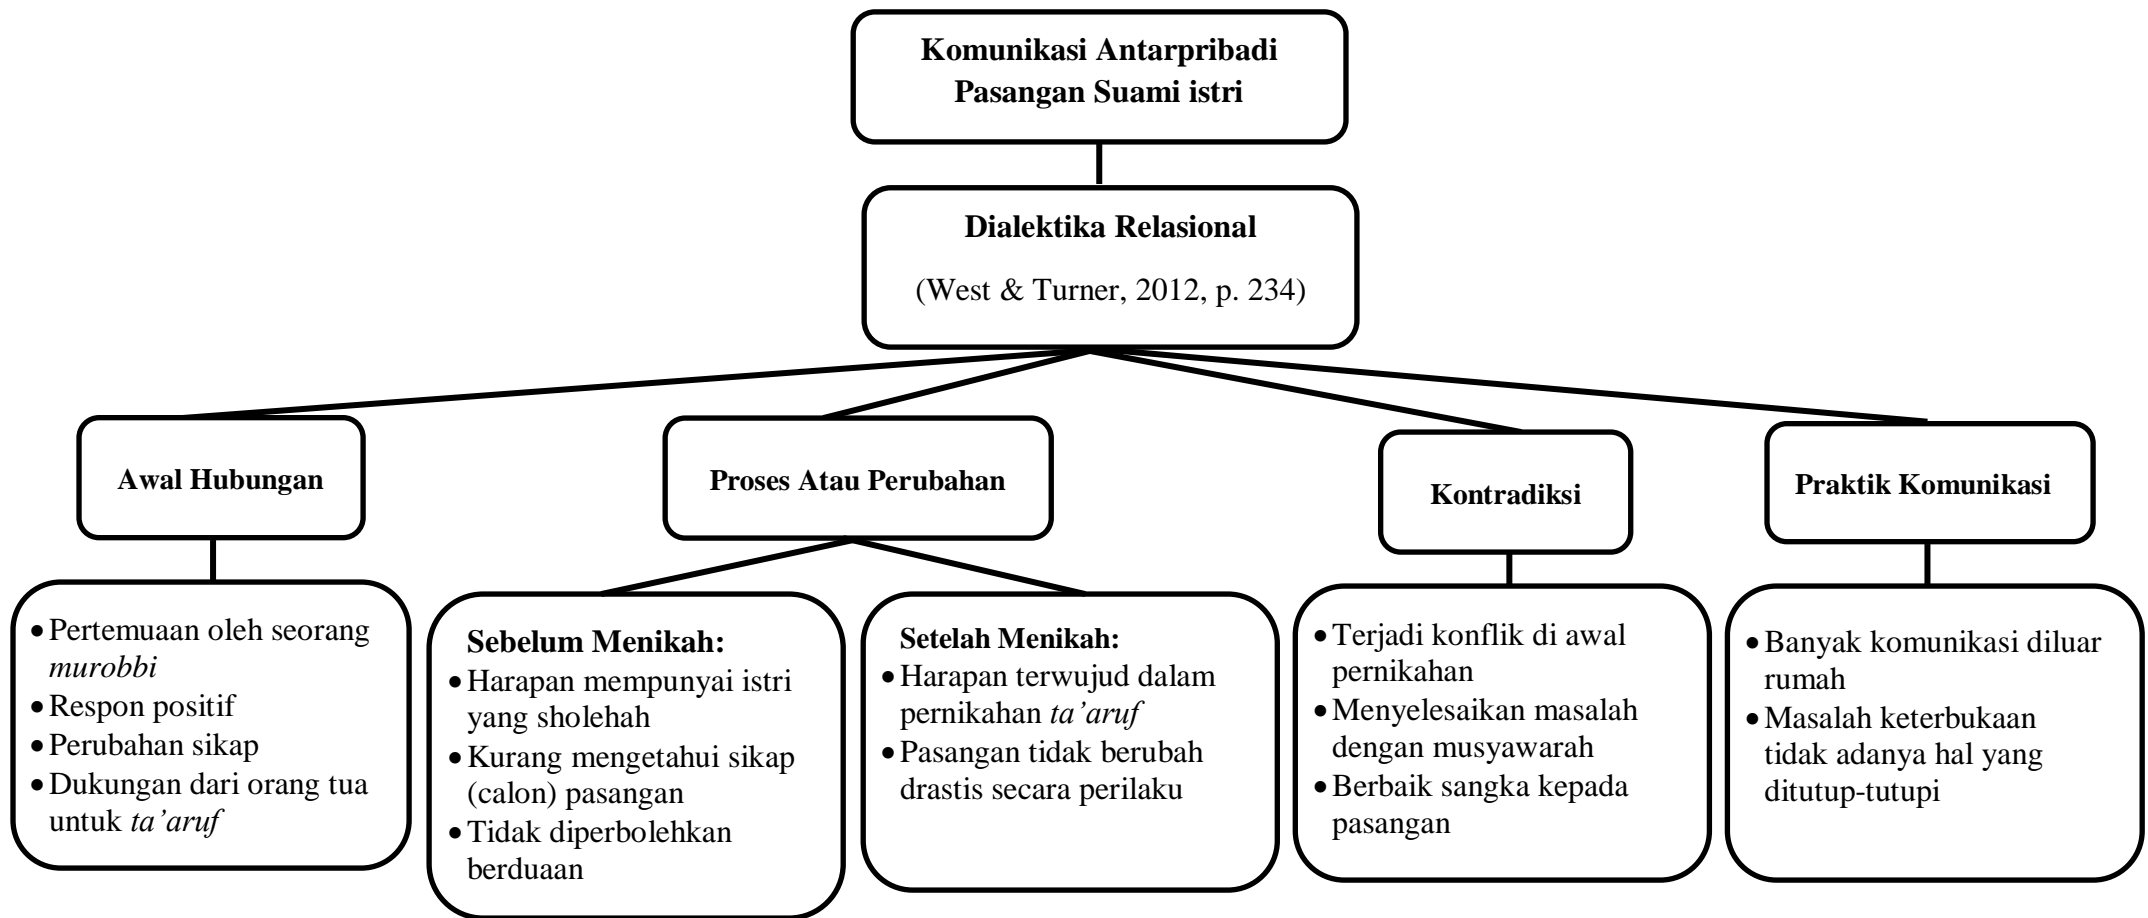 Komunikasi Antarpribadi
Pasangan Suami istri
Dialektika Relasional
(West & Turner, 2012, p. 234)
Awal Hubungan
Proses Atau Perubahan
Kontradiksi
Praktik Komunikasi
• Pertemuaan oleh seorang
murobbi
• Respon positif
• Perubahan sikap
• Dukungan dari orang tua
untuk ta’aruf
Sebelum Menikah:
• Harapan mempunyai istri
yang sholehah
• Kurang mengetahui sikap
(calon) pasangan
• Tidak diperbolehkan
berduaan
Setelah Menikah:
• Harapan terwujud dalam
pernikahan ta’aruf
• Pasangan tidak berubah
drastis secara perilaku
• Terjadi konflik di awal
pernikahan
• Menyelesaikan masalah
dengan musyawarah
• Berbaik sangka kepada
pasangan
• Banyak komunikasi diluar
rumah
• Masalah keterbukaan
tidak adanya hal yang
ditutup-tutupi